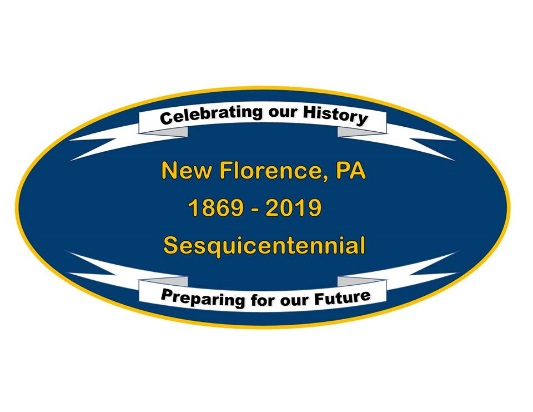 Celebrating our History
New Florence, PA
1869 - 2019
Sesquicentennial
Preparing for our Future